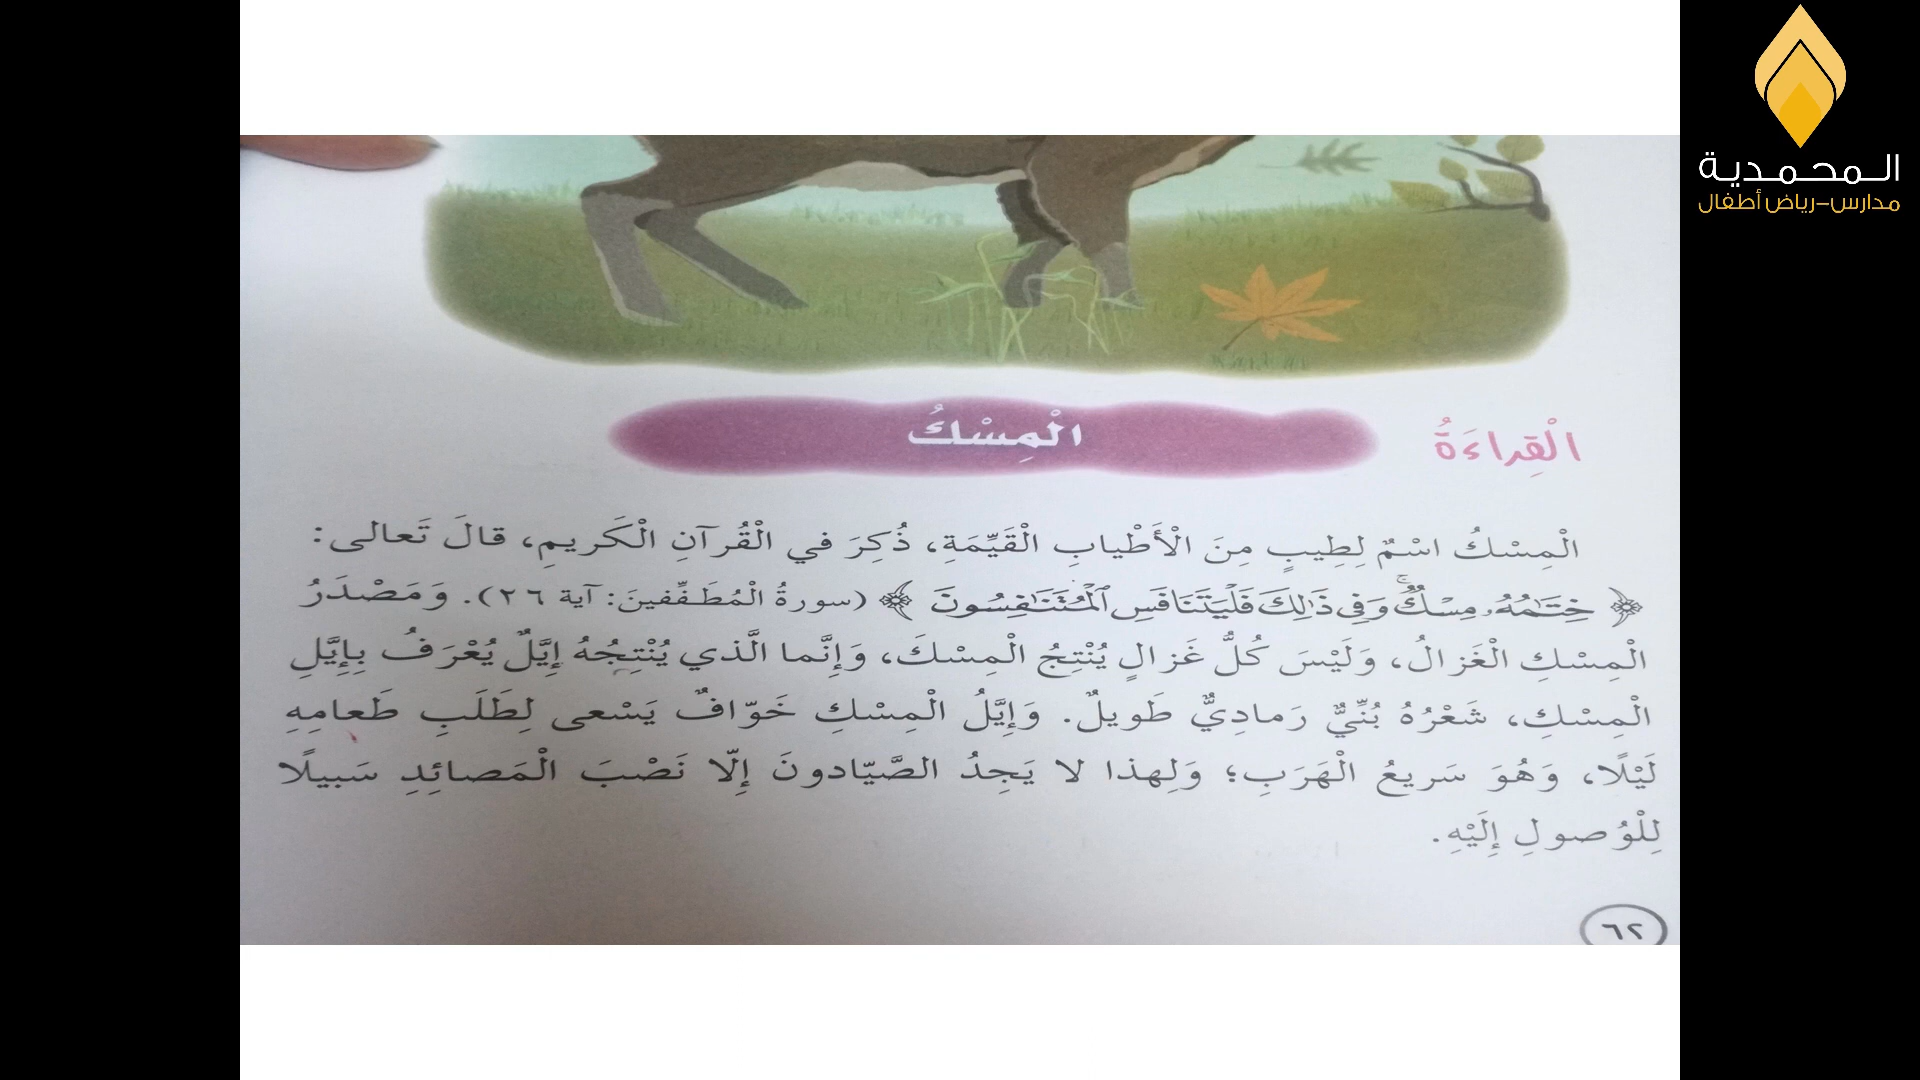 المحمدية
مدارس-رياض أطفال
الْقِراءَةُ
الْمِسْكُ
الْمِسْكُ اسْمٌ لِطِيبٍ مِنَ الْأَطْيابِ الْقَيِّمَةِ، ذُكِرَ في الْقُرآنِ الْكَريمِ، قالَ تَعالى:
﴿ خِتَٰمُهُۥ مِسْكٌۚ وَفِي ذَٰلِكَ فَلْيَتَنَافَسِ ٱلْمُتَنَٰفِسُونَ ﴾ (سورةُ الْمُطَفِّفينَ: آية ٢٦). وَمَصْدَرُ
الْمِسْكِ الْغَزالُ، وَلَيْسَ كُلُّ غَزالٍ يُنْتِجُ الْمِسْكَ، وَإِنَّما الَّذي يُنْتِجُهُ إِيَّلٌ يُعْرَفُ بِإِيَّلِ
الْمِسْكِ، شَعْرُهُ بُنِّيٌّ رَمادِيٌّ طَويلٌ. وَإِيَّلُ الْمِسْكِ خَوّافٌ يَسْعى لِطَلَبِ طَعامِهِ
لَيْلًا، وَهُوَ سَريعُ الْهَرَبِ؛ وَلِهذا لا يَجِدُ الصَّيّادونَ إِلّا نَصْبَ الْمَصائِدِ سَبيلًا
لِلْوُصولِ إِلَيْهِ.
٦٢